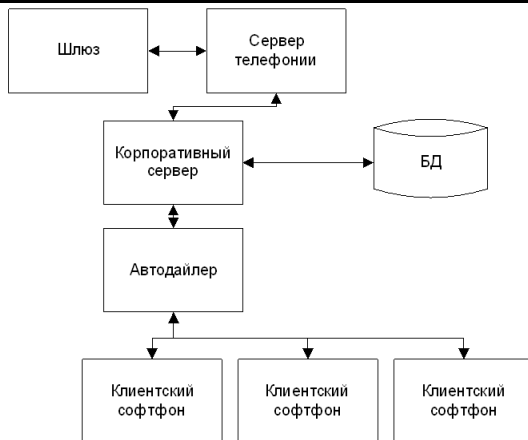 Шлюз
Сервер
телефонии
Корпоративный
сервер
БД
Автодайлер
Клиентский
софтфон
Клиентский
софтфон
Клиентский
софтфон